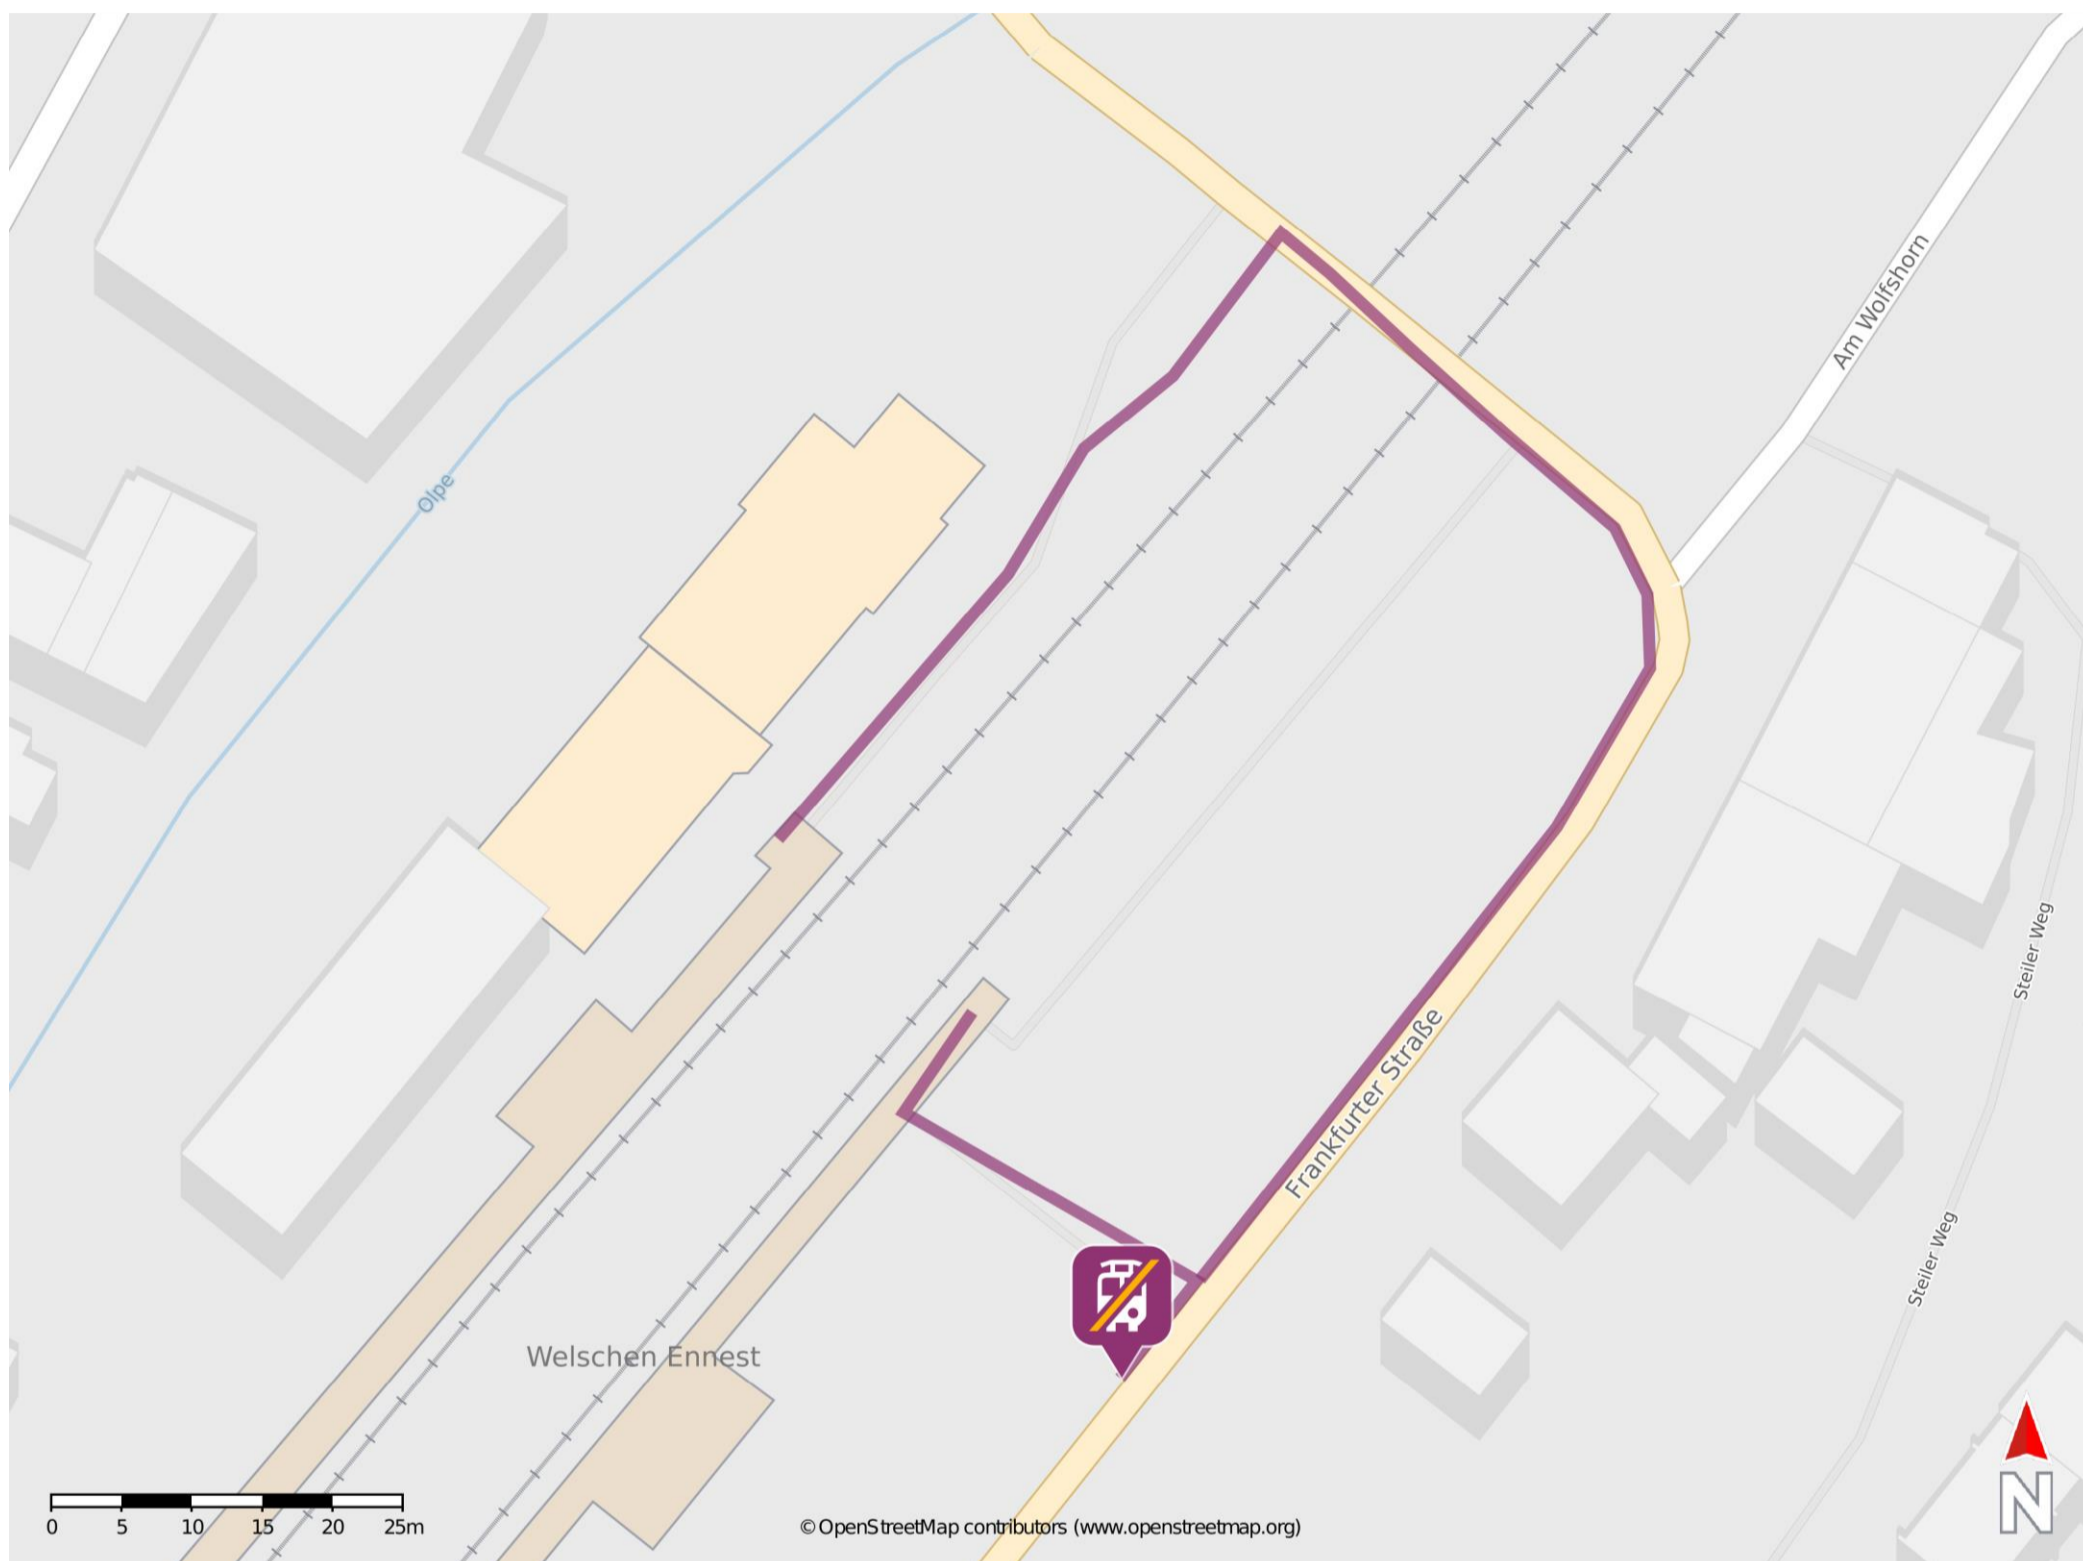 Am Wolfshorn
Olpe
Steiler Weg
Frankfurter Straße
Steiler Weg
Welschen Ennest
0 5 10 15 20 25m
© OpenStreetMap contributors (www.openstreetmap.org)
N